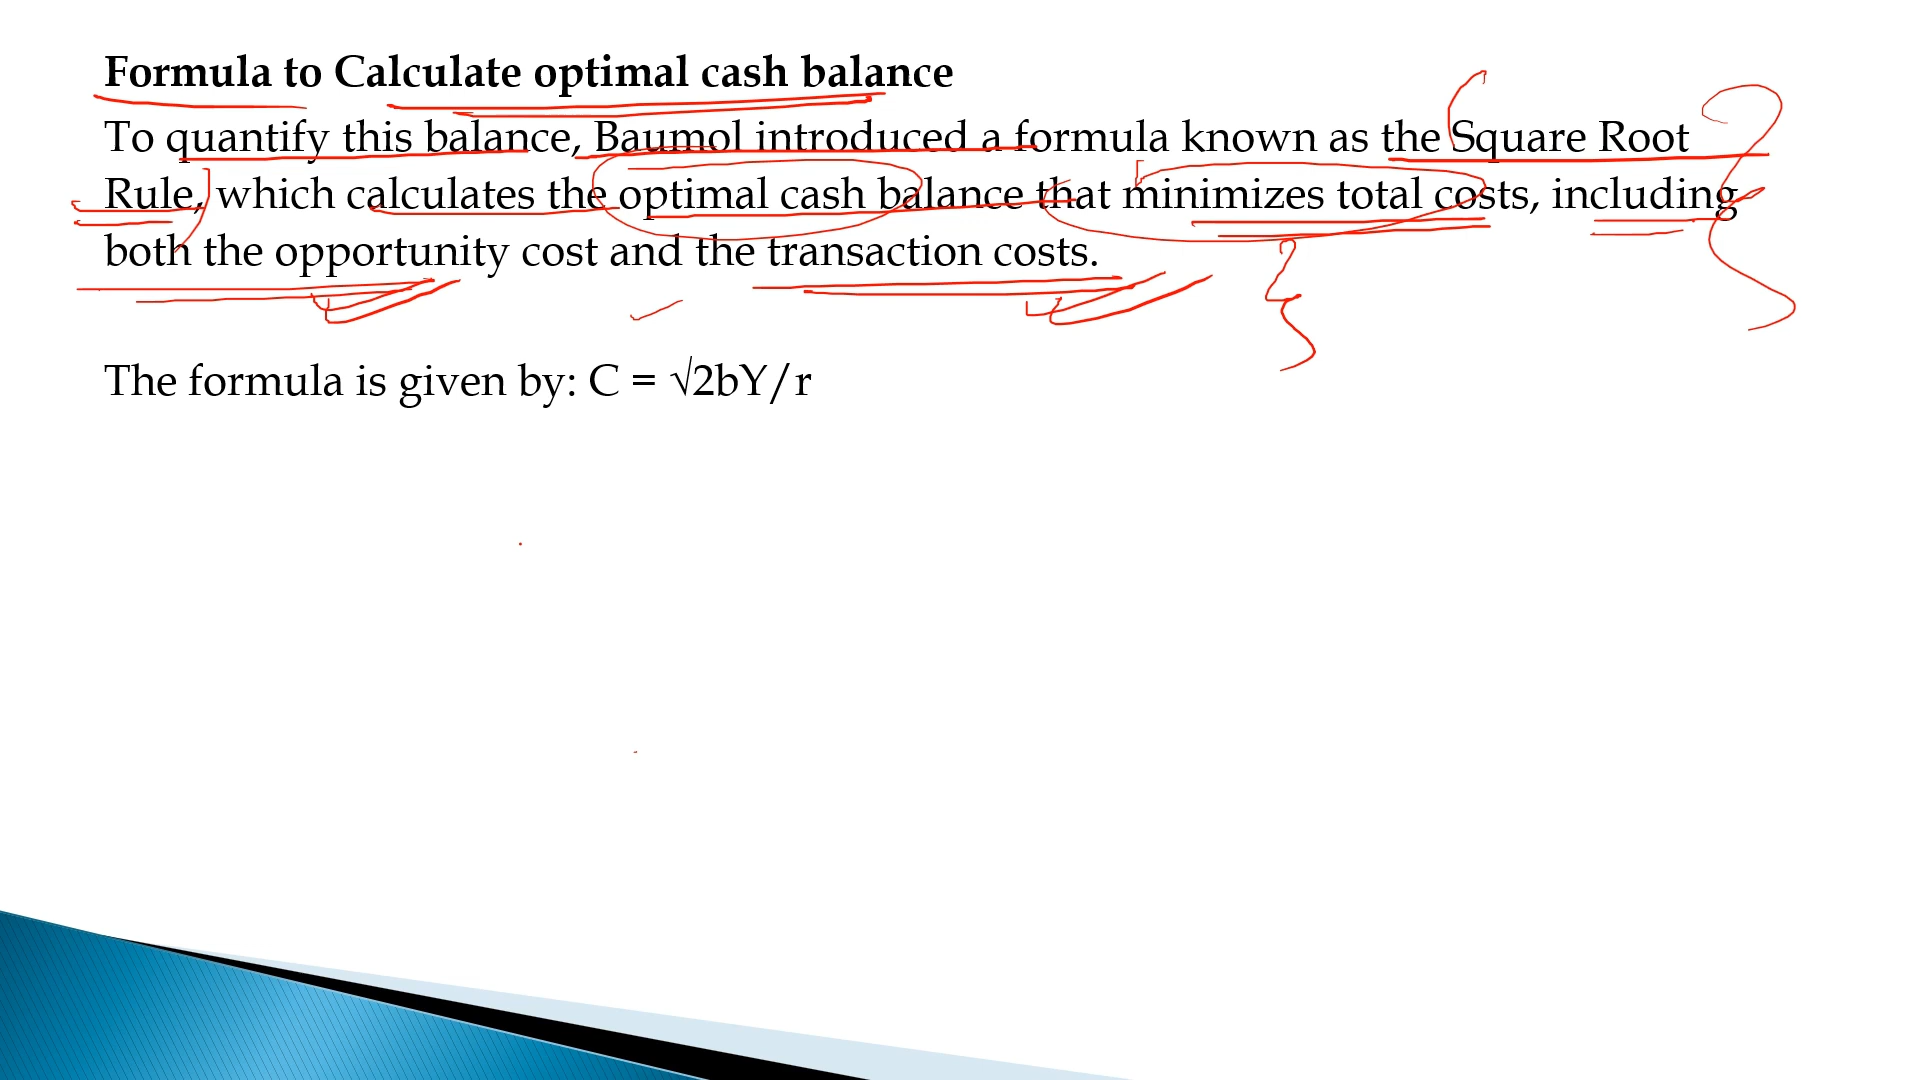 Formula to Calculate optimal cash balance
To quantify this balance, Baumol introduced a formula known as the Square Root
Rule, which calculates the optimal cash balance that minimizes total costs, including
both the opportunity cost and the transaction costs.
The formula is given by: C = √2bY/r